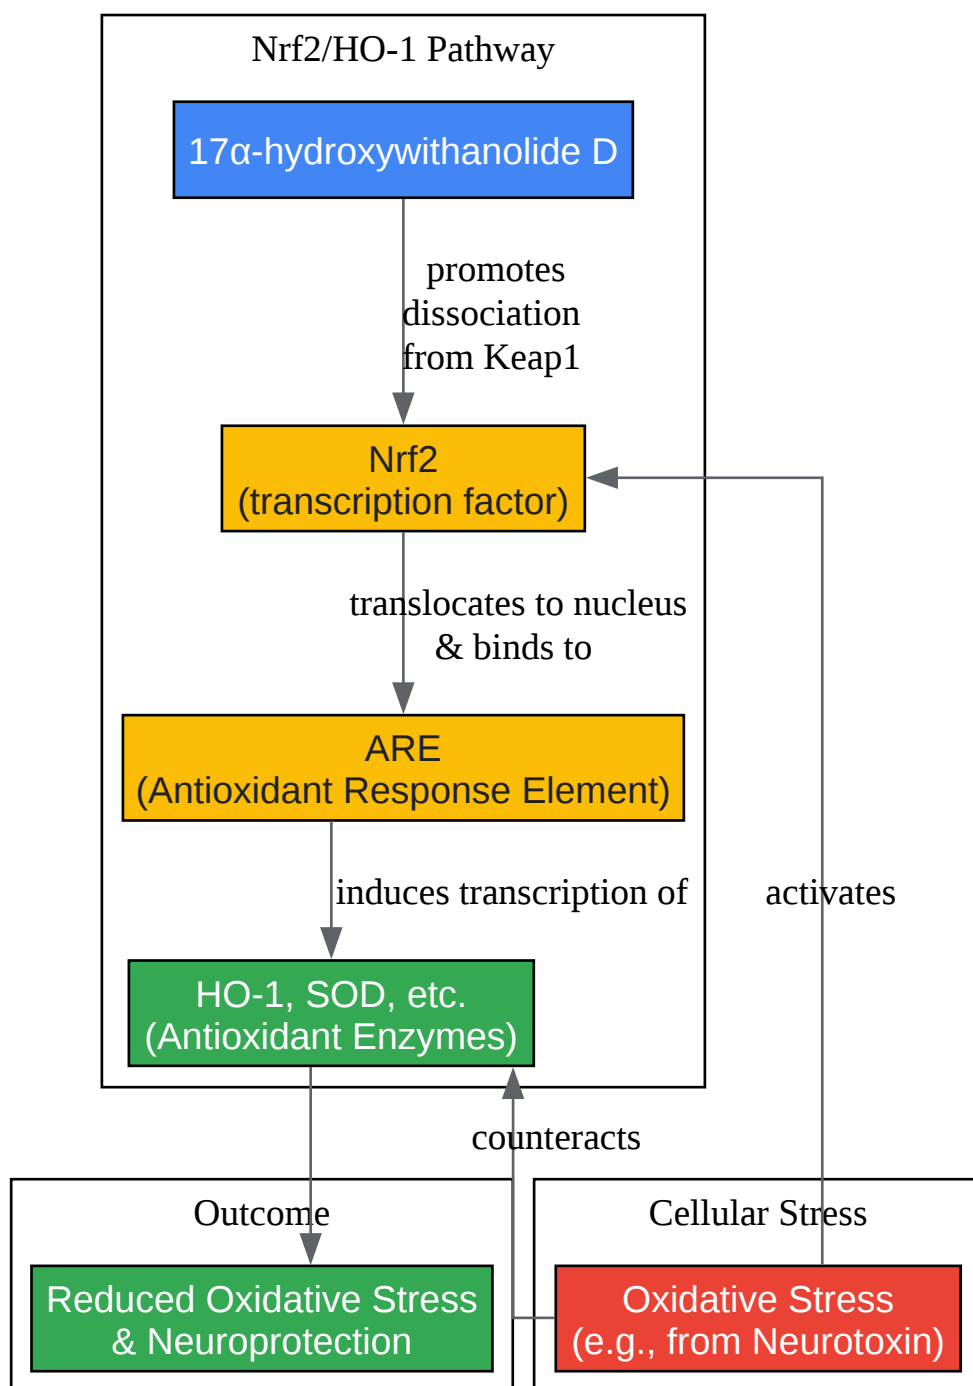 Nrf2/HO-1 Pathway
17α-hydroxywithanolide D
promotes
dissociation
from Keap1
Nrf2
(transcription factor)
translocates to nucleus
& binds to
ARE
(Antioxidant Response Element)
induces transcription of
activates
HO-1, SOD, etc.
(Antioxidant Enzymes)
counteracts
Outcome
Reduced Oxidative Stress
& Neuroprotection
Cellular Stress
Oxidative Stress
(e.g., from Neurotoxin)